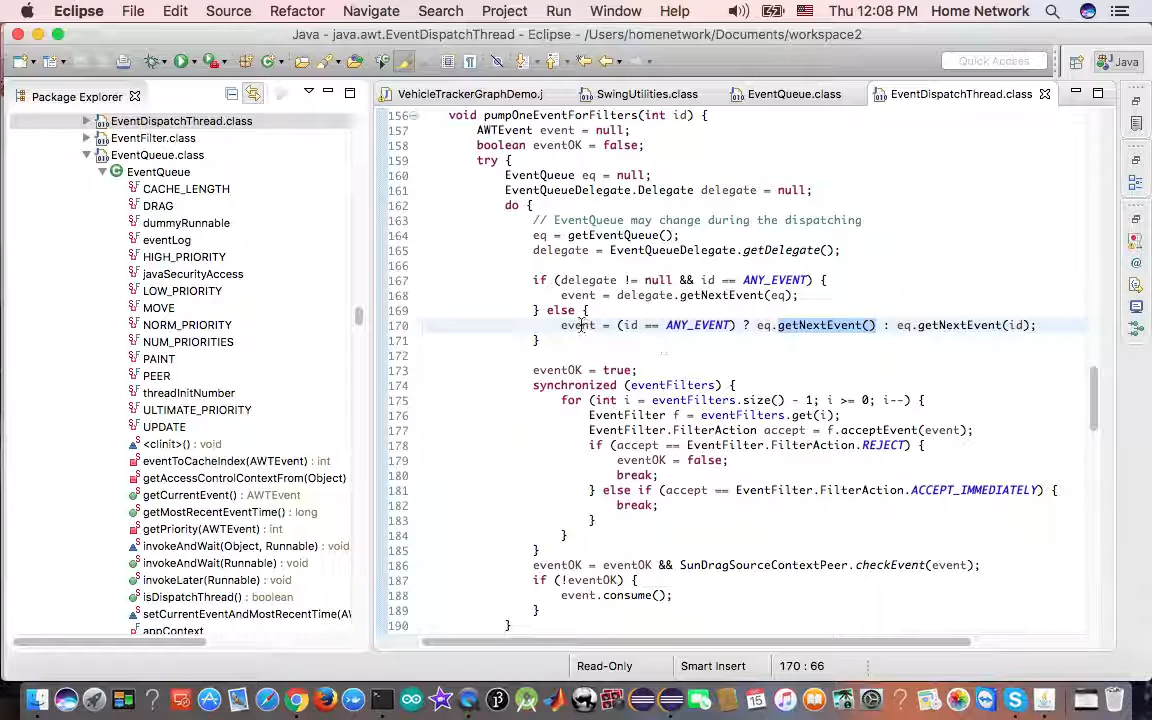 Eclipse File Edit Source Refactor Navigate Search Project Run Window Help Thu 12:08 PM Home Network
Java - java.awt.EventDispatchThread - Eclipse - /Users/homenetwork/Documents/workspace2
Quick Access Java
Package Explorer
VehicleTrackerGraphDemo.j SwingUtilities.class EventQueue.class EventDispatchThread.class
EventDispatchThread.class
EventFilter.class
EventQueue.class
EventQueue
CACHE_LENGTH
DRAG
dummyRunnable
eventLog
HIGH_PRIORITY
javaSecurityAccess
LOW_PRIORITY
MOVE
NORM_PRIORITY
NUM_PRIORITIES
PAINT
PEER
threadInitNumber
ULTIMATE_PRIORITY
UPDATE
<clinit>() : void
eventToCacheIndex(AWTEvent) : int
getAccessControlContextFrom(Object)
getCurrentEvent() : AWTEvent
getMostRecentEventTime() : long
getPriority(AWTEvent) : int
invokeAndWait(Object, Runnable) : void
invokeAndWait(Runnable) : void
invokeLater(Runnable) : void
isDispatchThread() : boolean
setCurrentEventAndMostRecentTime(AW
appContext
156 void pumpOneEventForFilters(int id) {
157 AWTEvent event = null;
158 boolean eventOK = false;
159 try {
160 EventQueue eq = null;
161 EventQueueDelegate.Delegate delegate = null;
162 do {
163 // EventQueue may change during the dispatching
164 eq = getEventQueue();
165 delegate = EventQueueDelegate.getDelegate();
166
167 if (delegate != null && id == ANY_EVENT) {
168 event = delegate.getNextEvent(eq);
169 } else {
170 event = (id == ANY_EVENT) ? eq.getNextEvent() : eq.getNextEvent(id);
171 }
173 eventOK = true;
174 synchronized (eventFilters) {
175 for (int i = eventFilters.size() - 1; i >= 0; i--) {
176 EventFilter f = eventFilters.get(i);
177 EventFilter.FilterAction accept = f.acceptEvent(event);
178 if (accept == EventFilter.FilterAction.REJECT) {
179 eventOK = false;
180 break;
181 } else if (accept == EventFilter.FilterAction.ACCEPT_IMMEDIATELY) {
182 break;
183 }
184 }
185 }
186 eventOK = eventOK && SunDragSourceContextPeer.checkEvent(event);
187 if (!eventOK) {
188 event.consume();
189 }
190 }
Read-Only Smart Insert 170 : 66